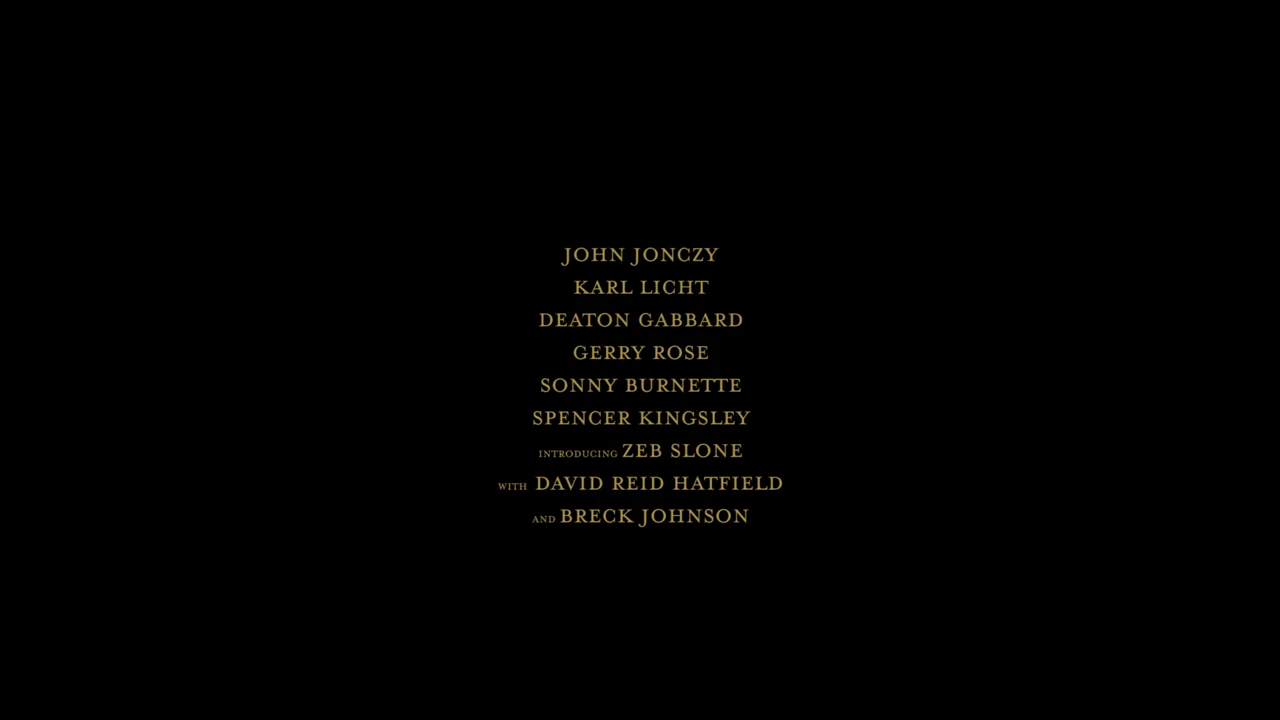 JOHN JONCZY
KARL LICHT
DEATON GABBARD
GERRY ROSE
SONNY BURNETTE
SPENCER KINGSLEY
INTRODUCING ZEB SLONE
WITH DAVID REID HATFIELD
AND BRECK JOHNSON